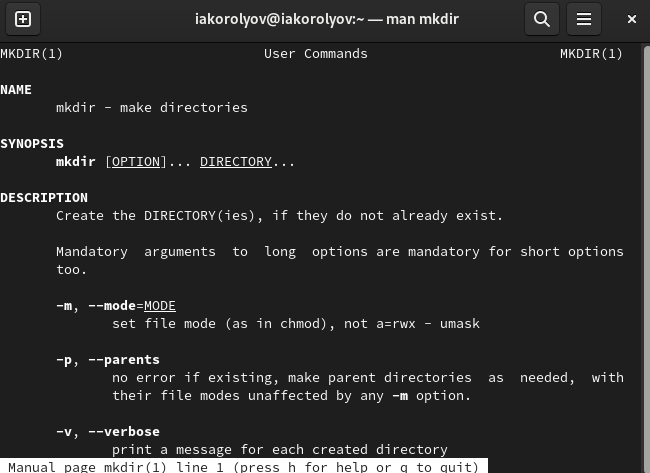 iakorolyov@iakorolyov:~ — man mkdir
MKDIR(1) User Commands MKDIR(1)
NAME
mkdir - make directories
SYNOPSIS
mkdir [OPTION]... DIRECTORY...
DESCRIPTION
Create the DIRECTORY(ies), if they do not already exist.
Mandatory arguments to long options are mandatory for short options
too.
-m, --mode=MODE
set file mode (as in chmod), not a=rwx - umask
-p, --parents
no error if existing, make parent directories as needed, with
their file modes unaffected by any -m option.
-v, --verbose
print a message for each created directory
Manual page mkdir(1) line 1 (press h for help or q to quit)